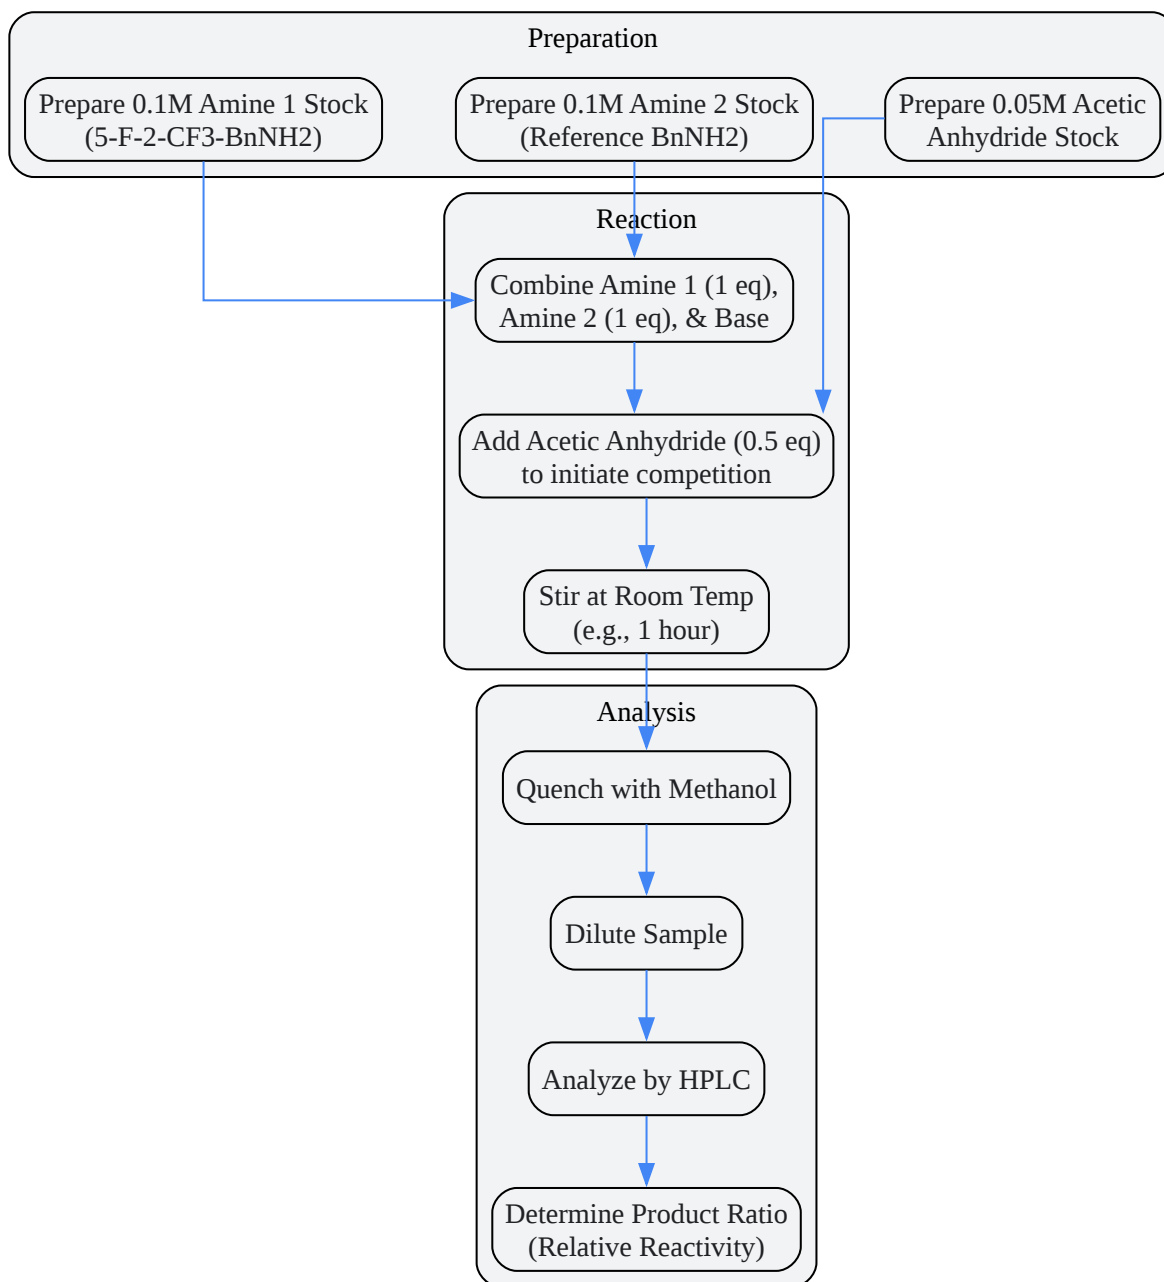 Preparation
Prepare 0.1M Amine 1 Stock
(5-F-2-CF3-BnNH2)
Prepare 0.1M Amine 2 Stock
(Reference BnNH2)
Prepare 0.05M Acetic
Anhydride Stock
Reaction
Combine Amine 1 (1 eq),
Amine 2 (1 eq), & Base
Add Acetic Anhydride (0.5 eq)
to initiate competition
Stir at Room Temp
(e.g., 1 hour)
Analysis
Quench with Methanol
Dilute Sample
Analyze by HPLC
Determine Product Ratio
(Relative Reactivity)